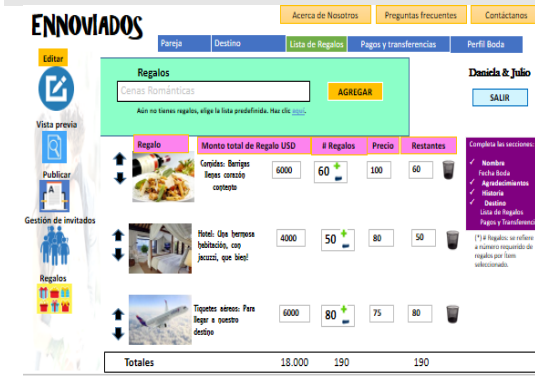 ENNOVIADOS
Acerca de Nosotros
Preguntas frecuentes
Contáctanos
Pareja
Destino
Lista de Regalos
Pagos y transferencias
Perfil Boda
Editar
Vista previa
Publicar
Gestión de invitados
Regalos
Regalos
Cenas Románticas
AGREGAR
Aún no tienes regalos, elige la lista predefinida. Haz clic aquí.
Daniela & Julio
SALIR
Regalo
Monto total de Regalo USD
# Regalos
Precio
Restantes
Comidas: Barrigas
llenas corazón
contento
6000
60
100
60
Hotel: Una hermosa
habitación, con
jacuzzi, que bien!
4000
50
80
50
Tiquetes aéreos: Para
llegar a nuestro
destino
6000
80
75
80
Totales
18.000
190
190
Completa las secciones:
✓ Nombre
Fecha Boda
✓ Agradecimientos
✓ Historia
✓ Destino
Lista de Regalos
Pagos y Transferenci
(*) # Regalos: se refiere
a número requerido de
regalos por ítem
seleccionado.